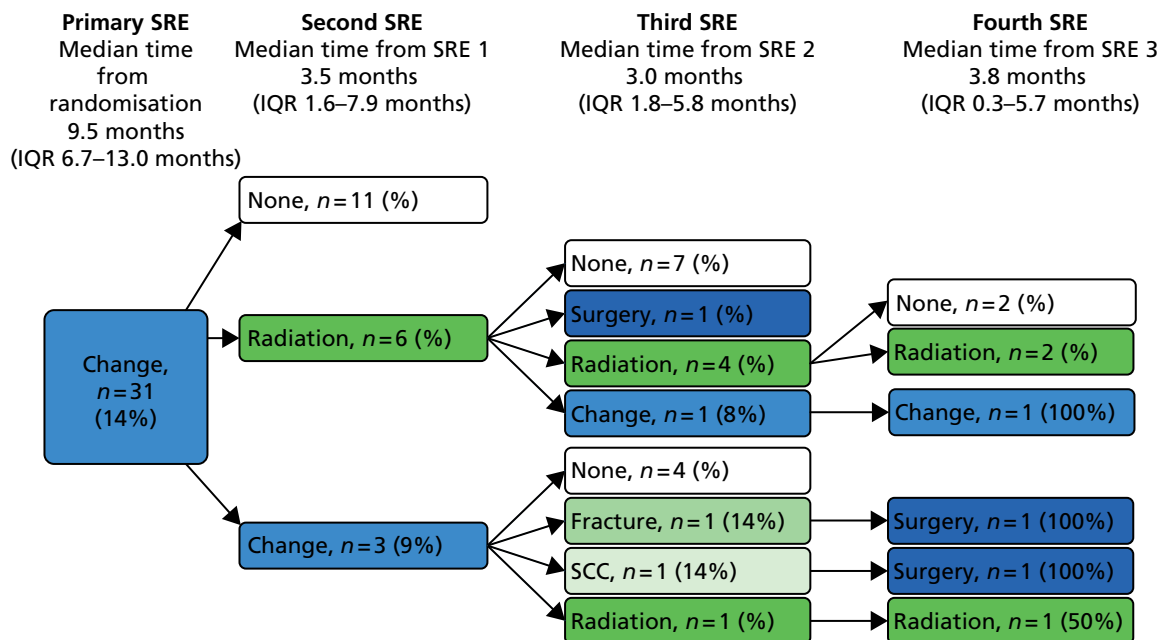 Primary SRE
Median time
from
randomisation
9.5 months
(IQR 6.7–13.0 months)
Second SRE
Median time from SRE 1
3.5 months
(IQR 1.6–7.9 months)
Third SRE
Median time from SRE 2
3.0 months
(IQR 1.8–5.8 months)
Fourth SRE
Median time from SRE 3
3.8 months
(IQR 0.3–5.7 months)
Change,
n=31
(14%)
None, n=11 (%)
Radiation, n=6 (%)
Change, n=3 (9%)
None, n=7 (%)
Surgery, n=1 (%)
Radiation, n=4 (%)
Change, n=1 (8%)
None, n=4 (%)
Fracture, n=1 (14%)
SCC, n=1 (14%)
Radiation, n=1 (%)
None, n=2 (%)
Radiation, n=2 (%)
Change, n=1 (100%)
Surgery, n=1 (100%)
Surgery, n=1 (100%)
Radiation, n=1 (50%)